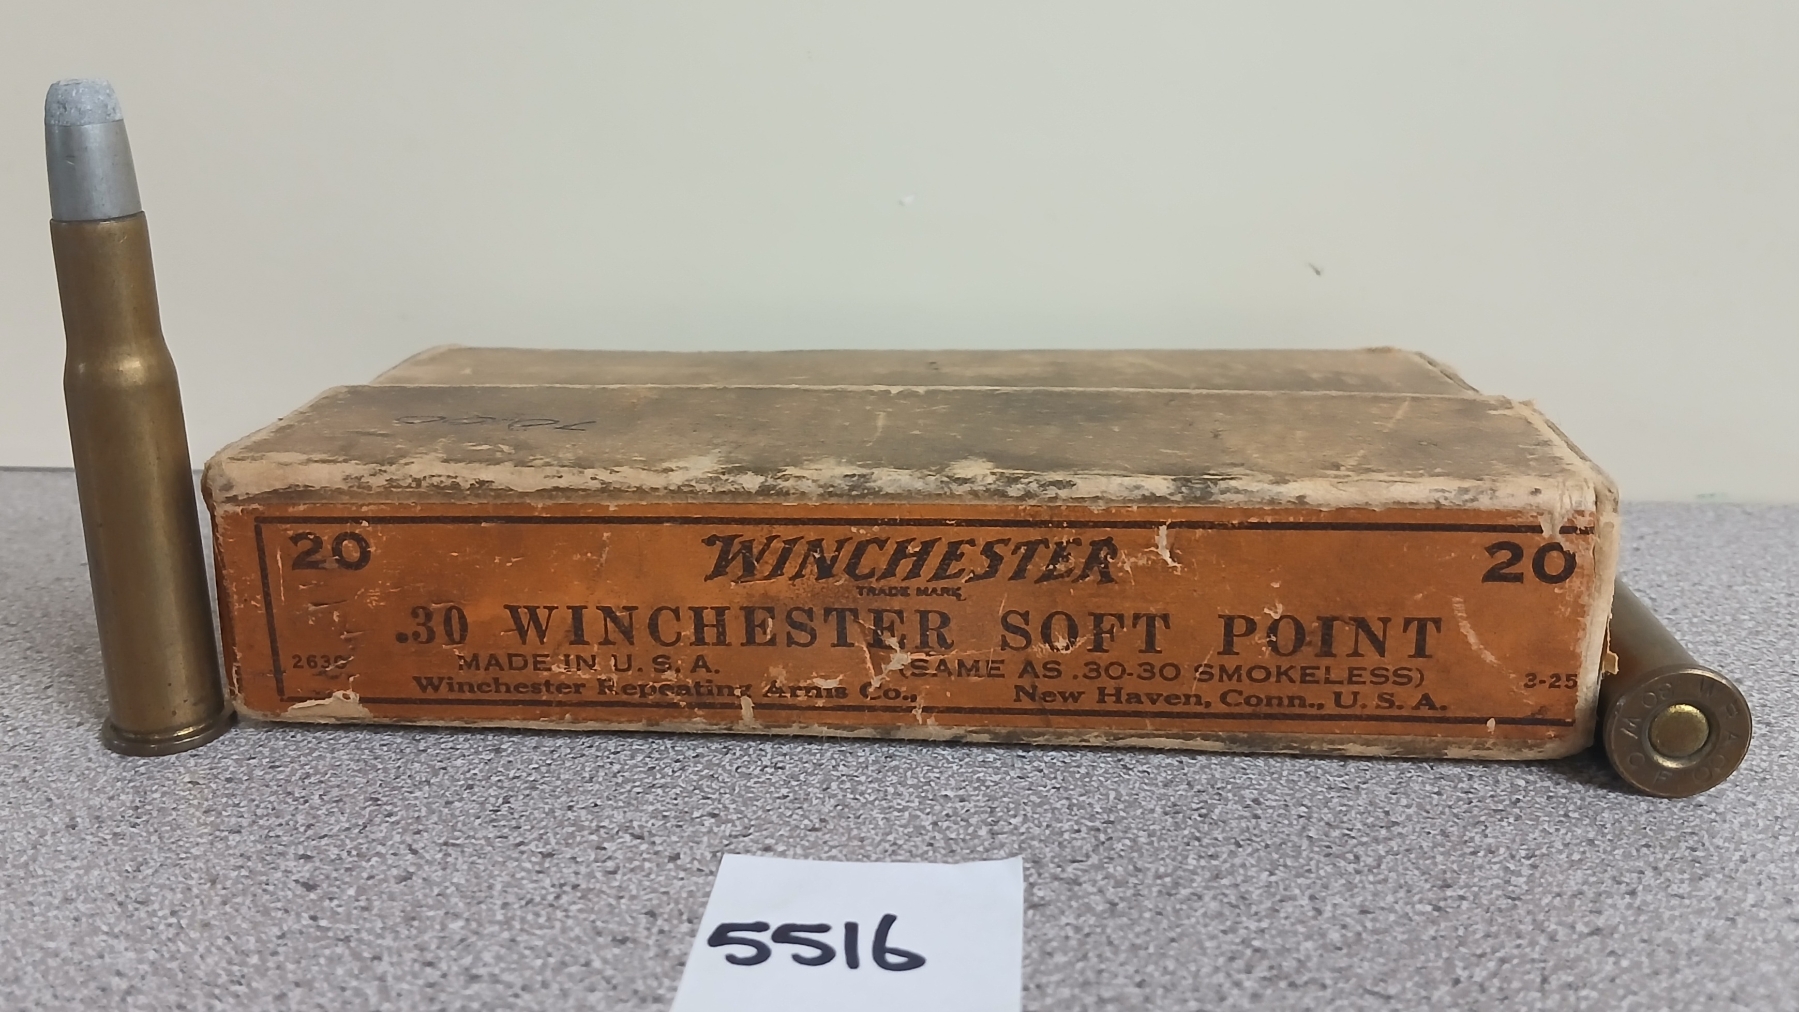 20 WINCHESTER 20
TRADE MARK
.30 WINCHESTER SOFT POINT
MADE IN U.S.A. (SAME AS .30-30 SMOKELESS)
3-25
Winchester Repeating Arms Co., New Haven, Conn., U.S.A.
5516